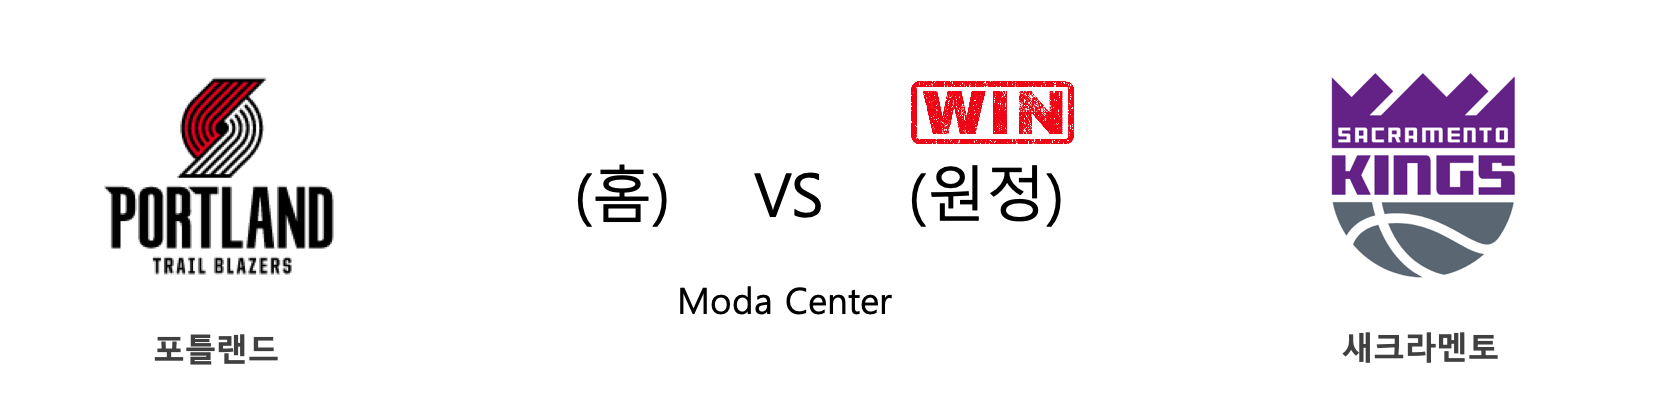 WIN
SACRAMENTO
KINGS
PORTLAND
TRAIL BLAZERS
(홈) VS (원정)
Moda Center
포틀랜드
새크라멘토